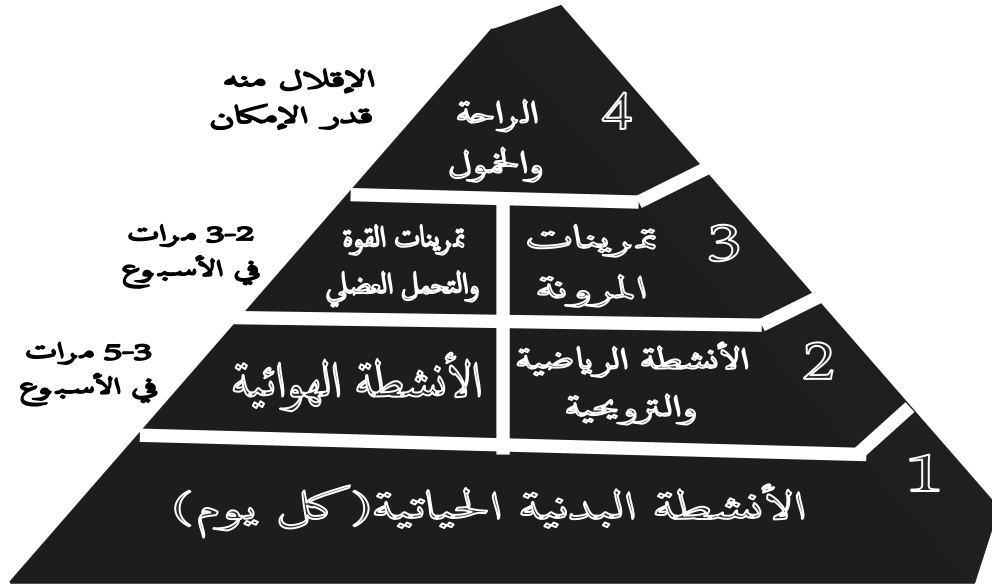 الإقلال منه
قدر الإمكان
الراحة
والخمول
4
2-3 مرات
في الأسبوع
تمرينات
المرونة
تمرينات القوة
والتحمل العضلي
3
3-5 مرات
في الأسبوع
الأنشطة الرياضية
والترويحية
الأنشطة الهوائية
2
الأنشطة البدنية الحياتية(كل يوم)
1